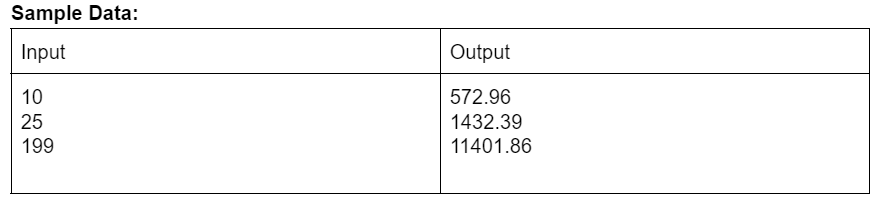 Sample Data:
Input Output
10 572.96
25 1432.39
199 11401.86